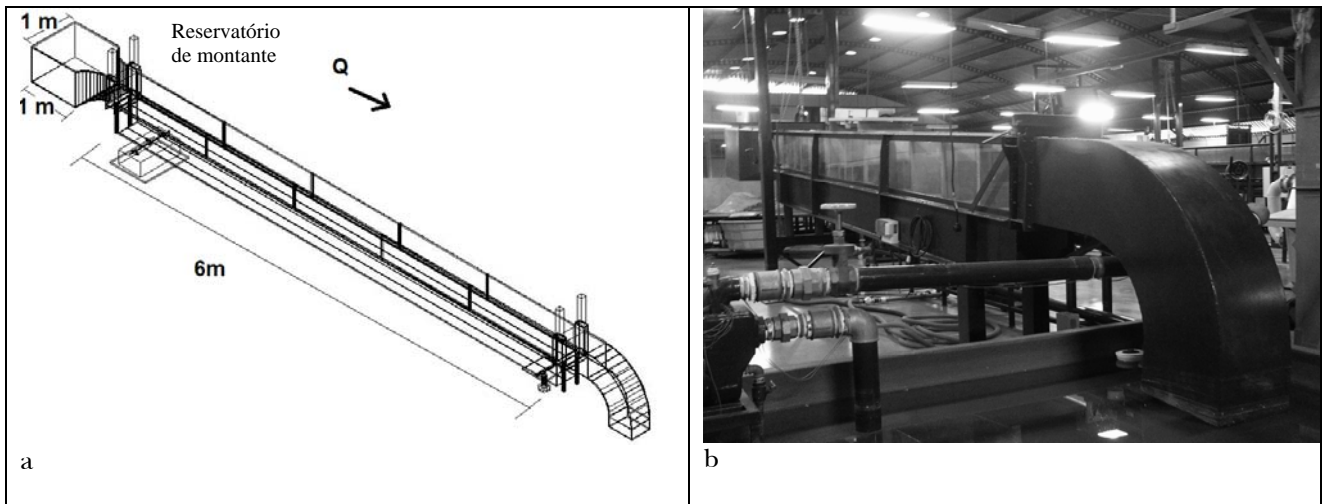 1 m
Reservatório
de montante
Q
1 m
6m
a
b